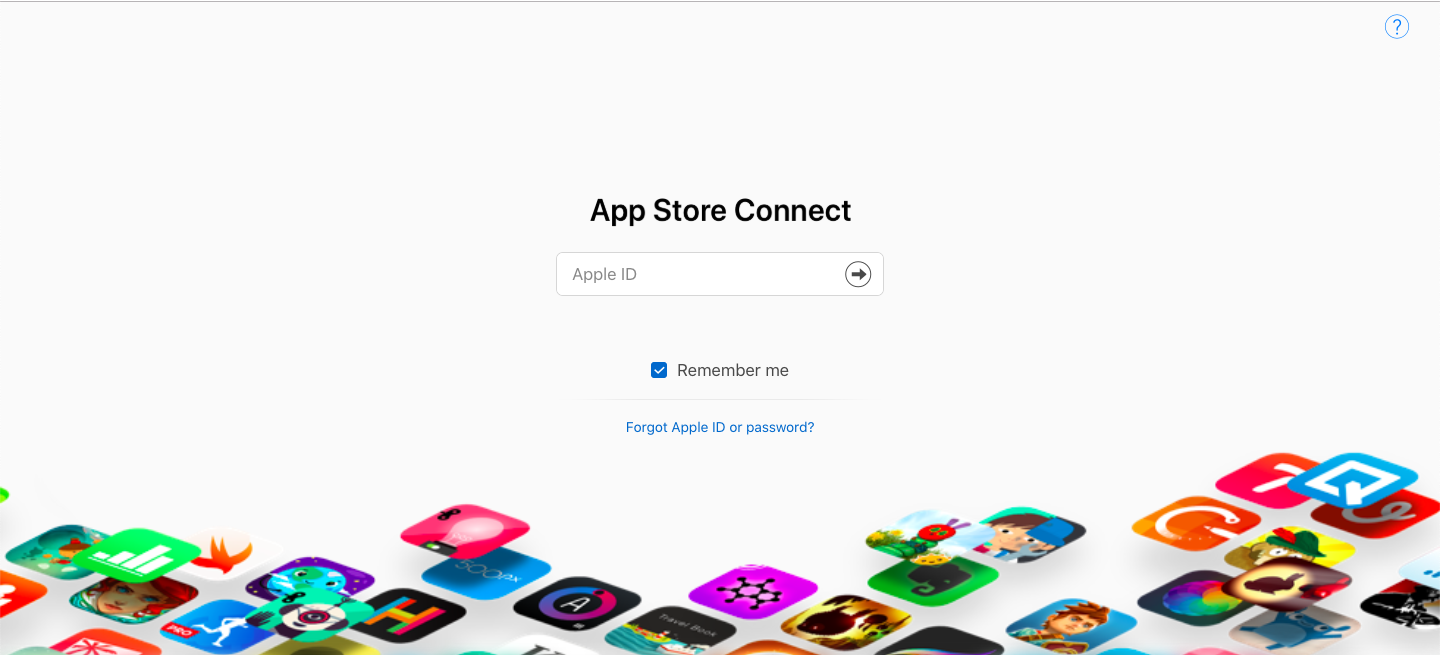 ?
App Store Connect
Apple ID
Remember me
Forgot Apple ID or password?
500px
A
H
Travel Book
PRO